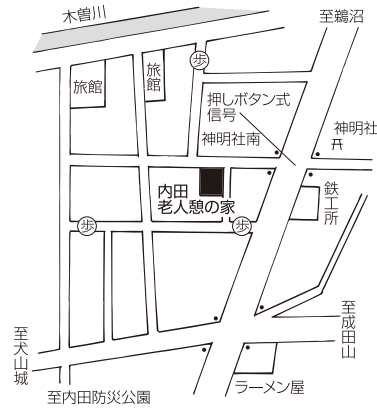 木曽川
至鵜沼
歩
旅館
旅館
押しボタン式
信号
神明社南
神明社
内田
老人憩の家
鉄工所
歩
歩
至犬山城
至成田山
ラーメン屋
至内田防災公園